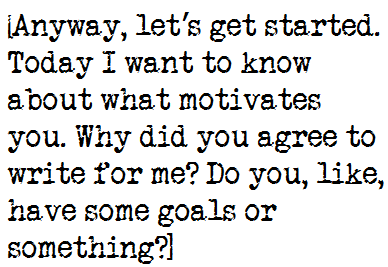 [Anyway, let's get started.
Today I want to know
about what motivates
you. Why did you agree to
write for me? Do you, like,
have some goals or
something?]